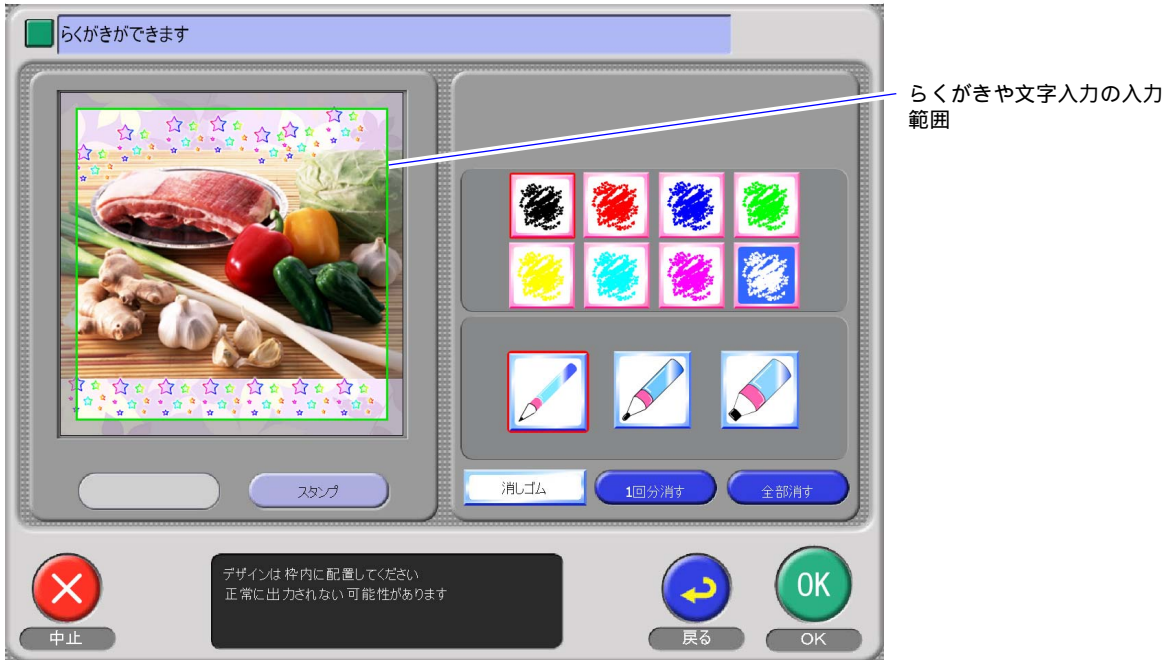 らくがきができます
らくがきや文字入力の入力
範囲
スタンプ
消しゴム
1回分消す
全部消す
デザインは枠内に配置してください
正常に出力されない可能性があります
OK
中止
戻る
OK